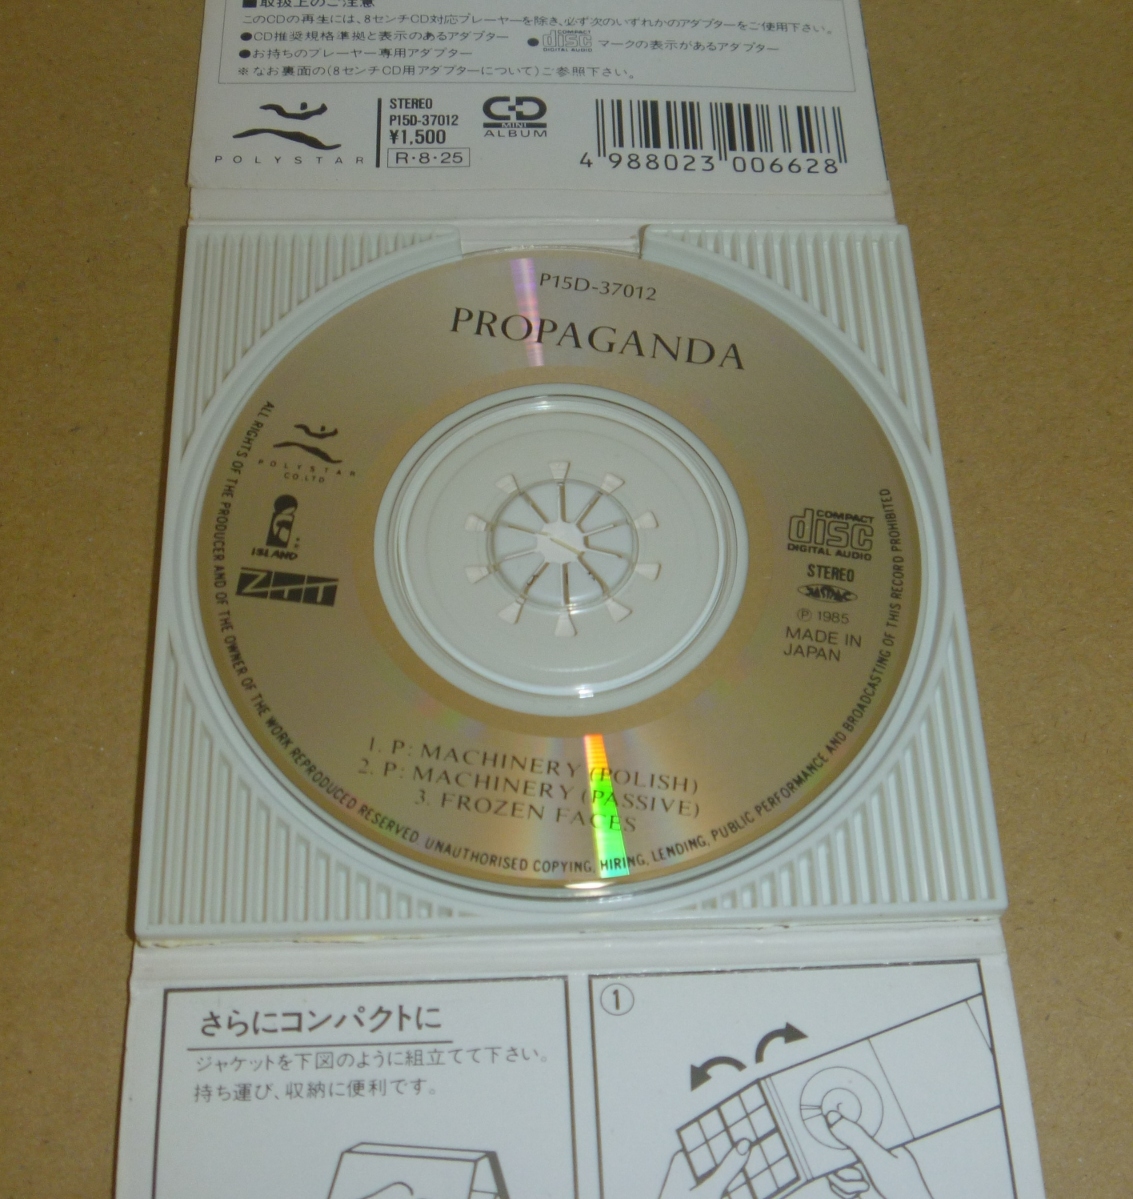 ■取扱上のご注意
このCDの再生には、8センチCD対応プレーヤーを除き、必ず次のいずれかのアダプターをご使用下さい。
●CD推奨規格準拠と表示のあるアダプター ●COMPACT disc DIGITAL AUDIO マークの表示があるアダプター
●お持ちのプレーヤー専用アダプター
※なお裏面の(8センチCD用アダプターについて)ご参照下さい。
POLYSTAR
STEREO
P15D-37012
¥1,500
R・8・25
CD
MINI
ALBUM
4 988023 006628
P15D-37012
PROPAGANDA
POLYSTAR
CO.LTD
ISLAND
ZTT
COMPACT
disc
DIGITAL AUDIO
STEREO
Ⓟ 1985
MADE IN
JAPAN
1. P: MACHINERY (POLISH)
2. P: MACHINERY (PASSIVE)
3. FROZEN FACES
ALL RIGHTS OF THE PRODUCER AND OF THE OWNER OF THE WORK REPRODUCED RESERVED. UNAUTHORISED COPYING, HIRING, LENDING, PUBLIC PERFORMANCE AND BROADCASTING OF THIS RECORD PROHIBITED
さらにコンパクトに
ジャケットを下図のように組立てて下さい。
持ち運び、収納に便利です。
①